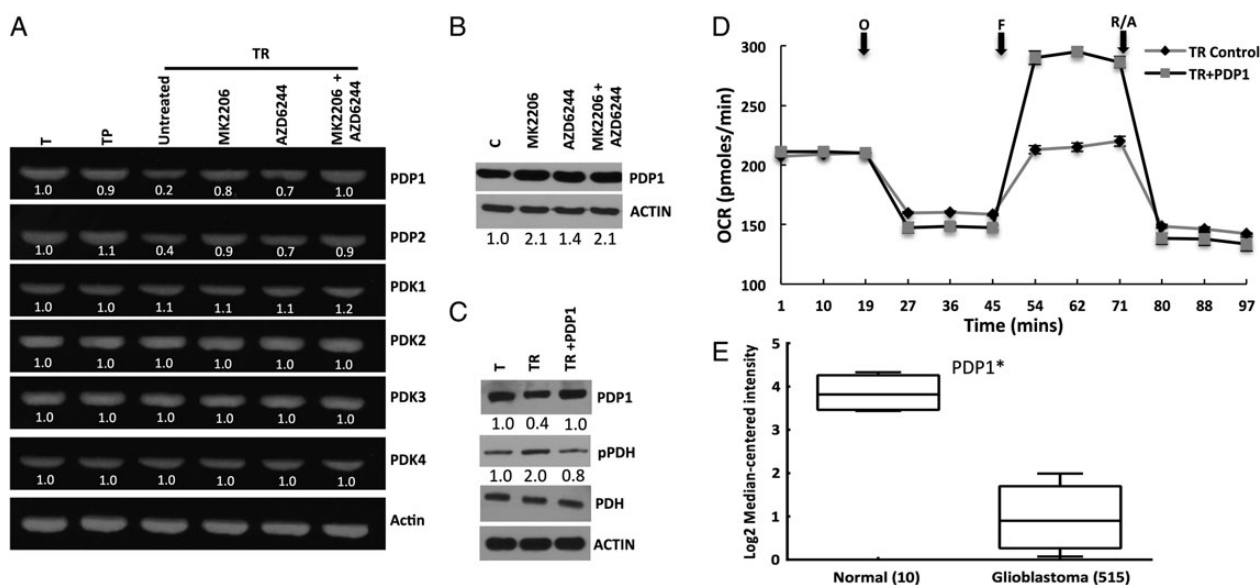 A
TR
T
TP
Untreated
MK2206
AZD6244
MK2206 +
AZD6244
PDP1
1.0 0.9 0.2 0.8 0.7 1.0
PDP2
1.0 1.1 0.4 0.9 0.7 0.9
PDK1
1.0 1.0 1.1 1.1 1.1 1.2
PDK2
1.0 1.0 1.0 1.0 1.0 1.0
PDK3
1.0 1.0 1.0 1.0 1.0 1.0
PDK4
1.0 1.0 1.0 1.0 1.0 1.0
Actin
B
C
MK2206
AZD6244
MK2206 +
AZD6244
PDP1
ACTIN
1.0 2.1 1.4 2.1
C
T
TR
TR +PDP1
PDP1
1.0 0.4 1.0
pPDH
1.0 2.0 0.8
PDH
ACTIN
D
O F R/A
TR Control
TR+PDP1
OCR (pmoles/min)
300
250
200
150
100
1 10 19 27 36 45 54 62 71 80 88 97
Time (mins)
E
PDP1*
Log2 Median-centered intensity
5
4
3
2
1
0
Normal (10) Glioblastoma (515)